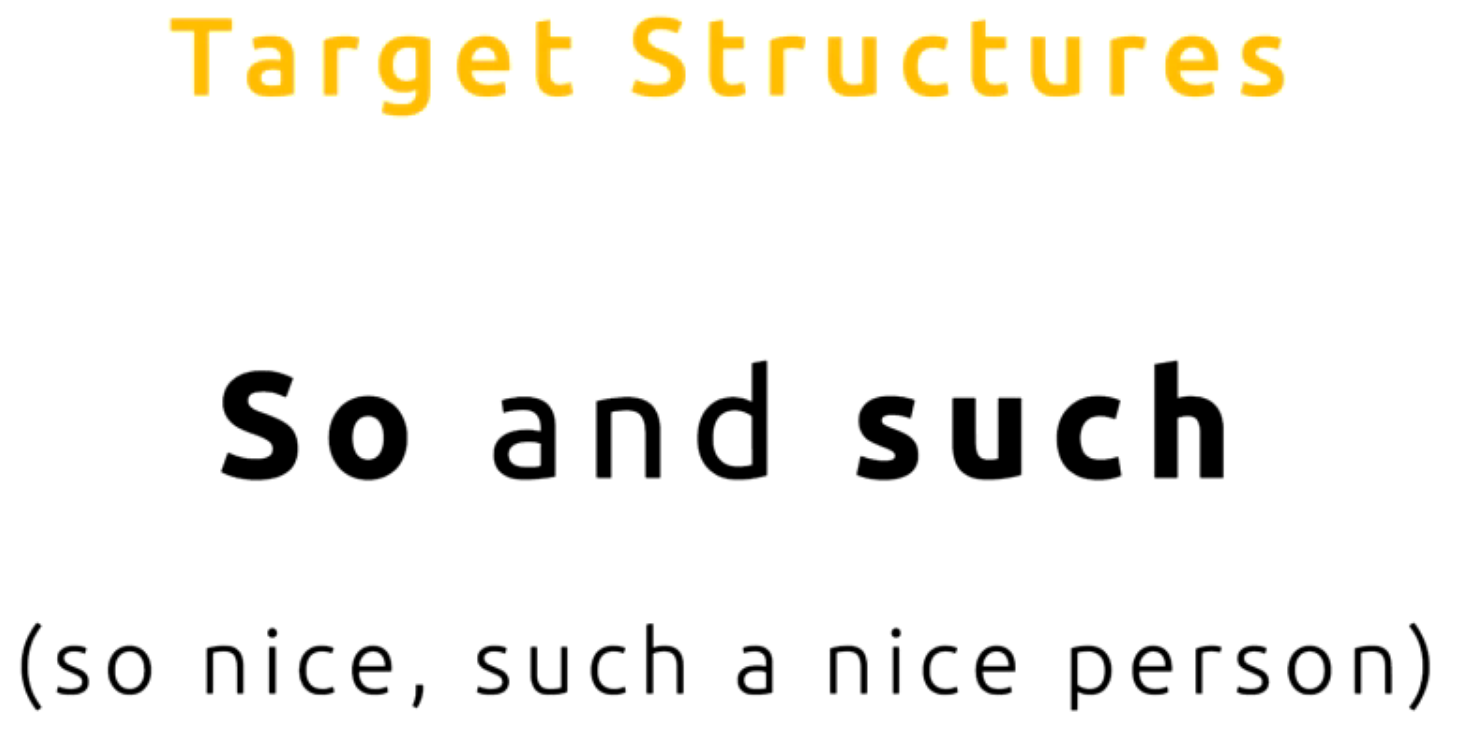 Target Structures
So and such
(so nice, such a nice person)